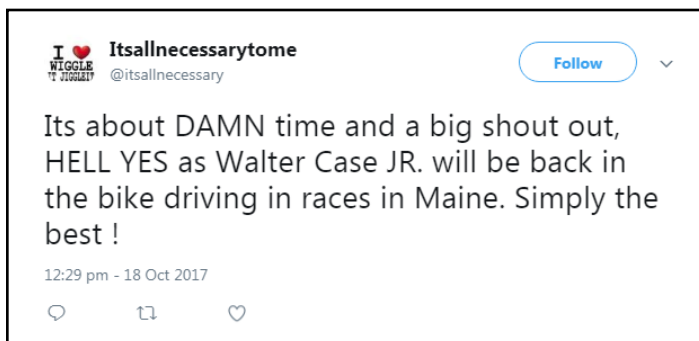 I ❤
WIGGLE
Itsallnecessarytome
@itsallnecessary
Follow
Its about DAMN time and a big shout out,
HELL YES as Walter Case JR. will be back in
the bike driving in races in Maine. Simply the
best !
12:29 pm - 18 Oct 2017